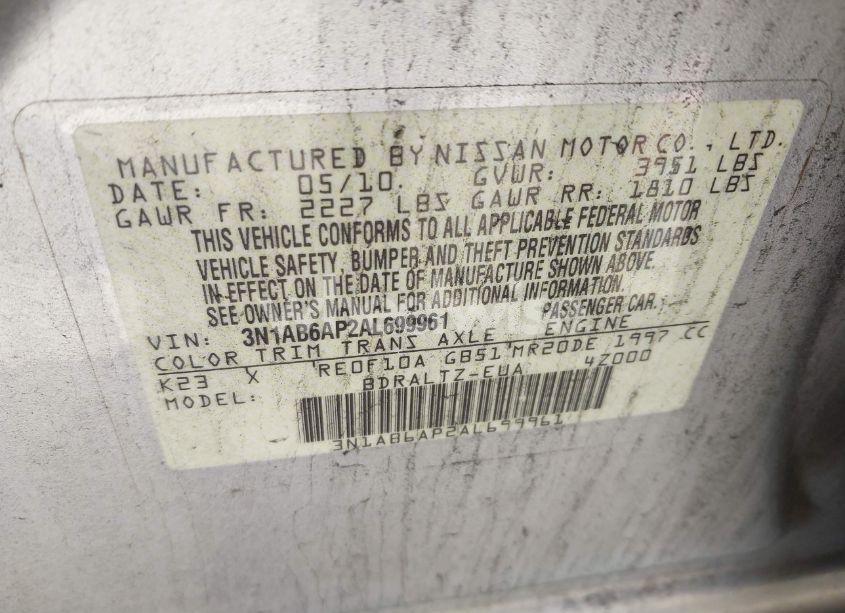 MANUFACTURED BY NISSAN MOTOR CO., LTD.
DATE: 05/10. GVWR: 3951 LBS
GAWR FR: 2227 LBS GAWR RR: 1810 LBS
THIS VEHICLE CONFORMS TO ALL APPLICABLE FEDERAL MOTOR
VEHICLE SAFETY, BUMPER AND THEFT PREVENTION STANDARDS
IN EFFECT ON THE DATE OF MANUFACTURE SHOWN ABOVE.
SEE OWNER'S MANUAL FOR ADDITIONAL INFORMATION.
VIN: 3N1AB6AP2AL699961 PASSENGER CAR
COLOR TRIM TRANS AXLE ENGINE
K23 X RE0F10A GB51 MR20DE 1997 CC
MODEL: BDRALTZ-EUA 4Z000
3N1AB6AP2AL699961